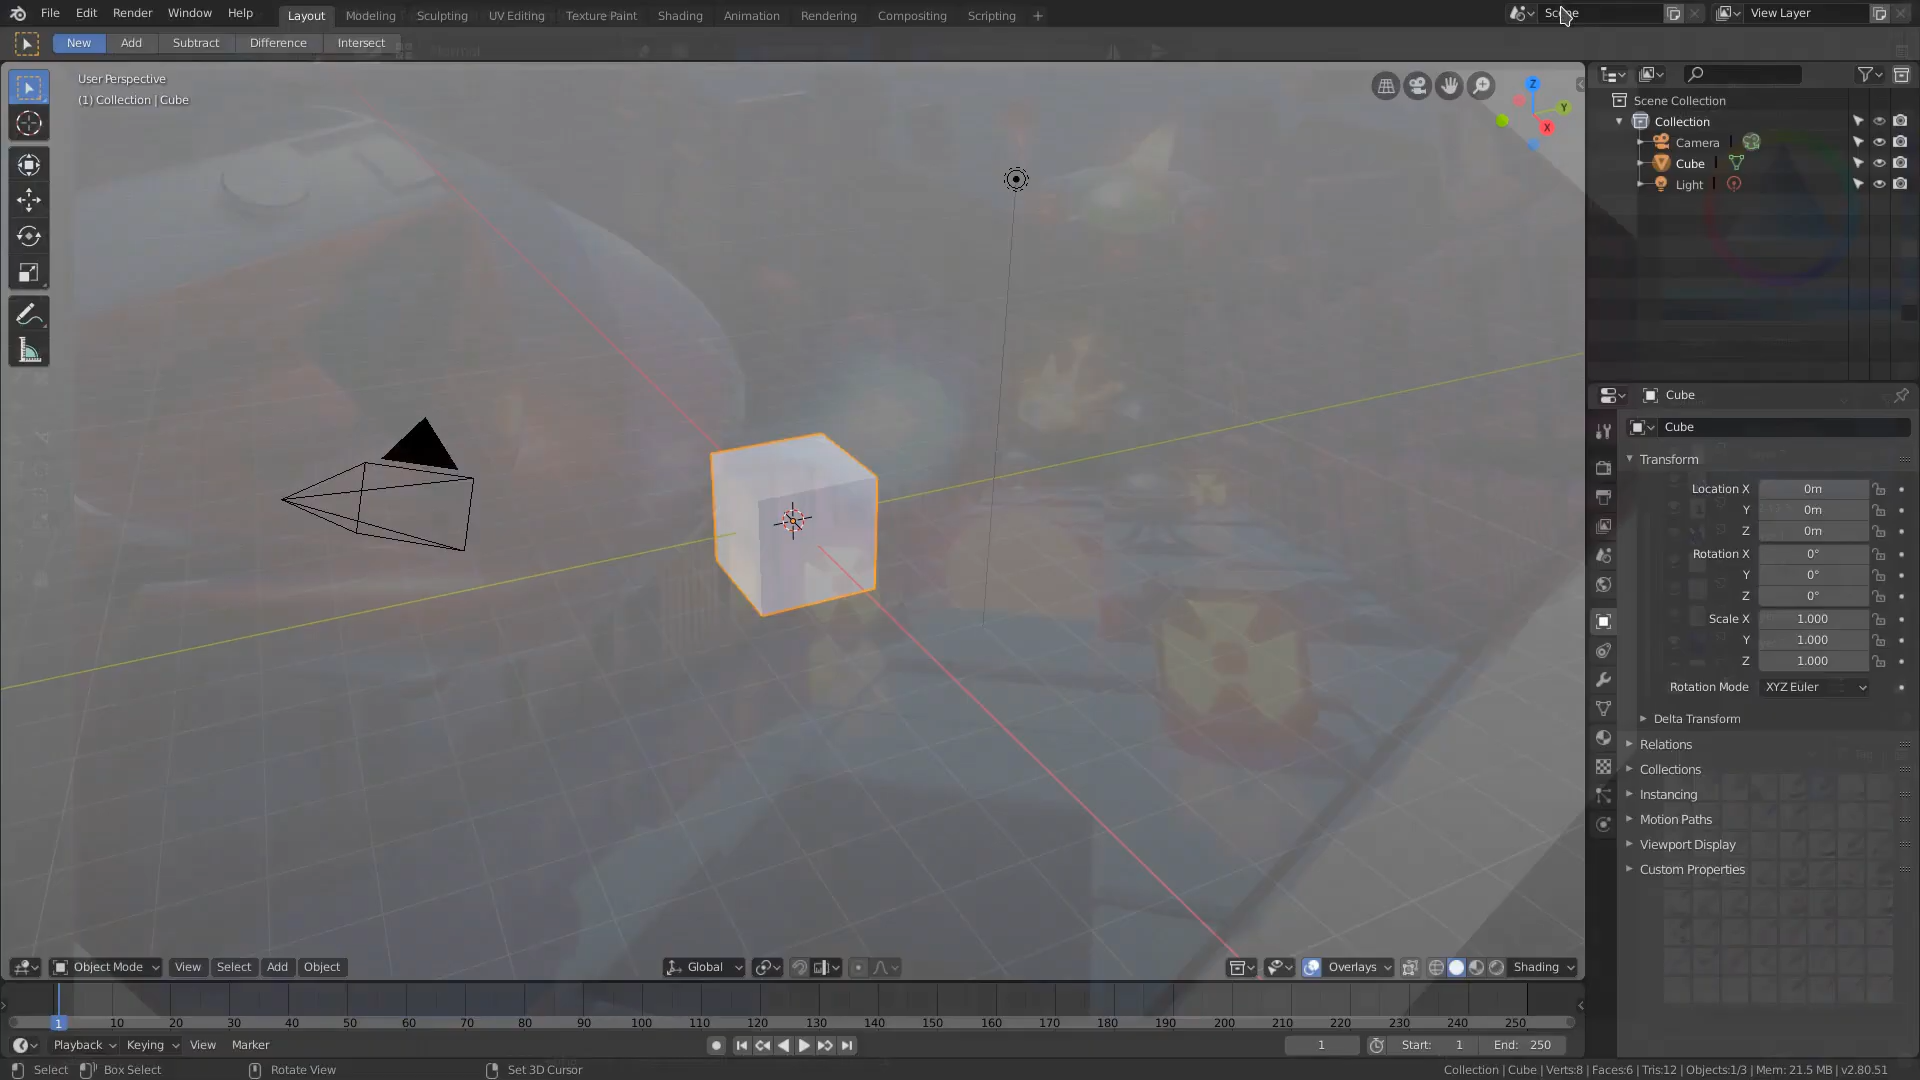 File Edit Render Window Help Layout Modeling Sculpting UV Editing Texture Paint Shading Animation Rendering Compositing Scripting + View Layer
New Add Subtract Difference Intersect
User Perspective
(1) Collection | Cube
Z
Y
X
Scene Collection
Collection
Camera
Cube
Light
Cube
Cube
Transform
Location X 0m
Y 0m
Z 0m
Rotation X 0°
Y 0°
Z 0°
Scale X 1.000
Y 1.000
Z 1.000
Rotation Mode XYZ Euler
Delta Transform
Relations
Collections
Instancing
Motion Paths
Viewport Display
Custom Properties
Object Mode View Select Add Object Global Overlays Shading
1 10 20 30 40 50 60 70 80 90 100 110 120 130 140 150 160 170 180 190 200 210 220 230 240 250
Playback Keying View Marker 1 Start: 1 End: 250
Select Box Select Rotate View Set 3D Cursor Collection | Cube | Verts:8 | Faces:6 | Tris:12 | Objects:1/3 | Mem: 21.5 MB | v2.80.51